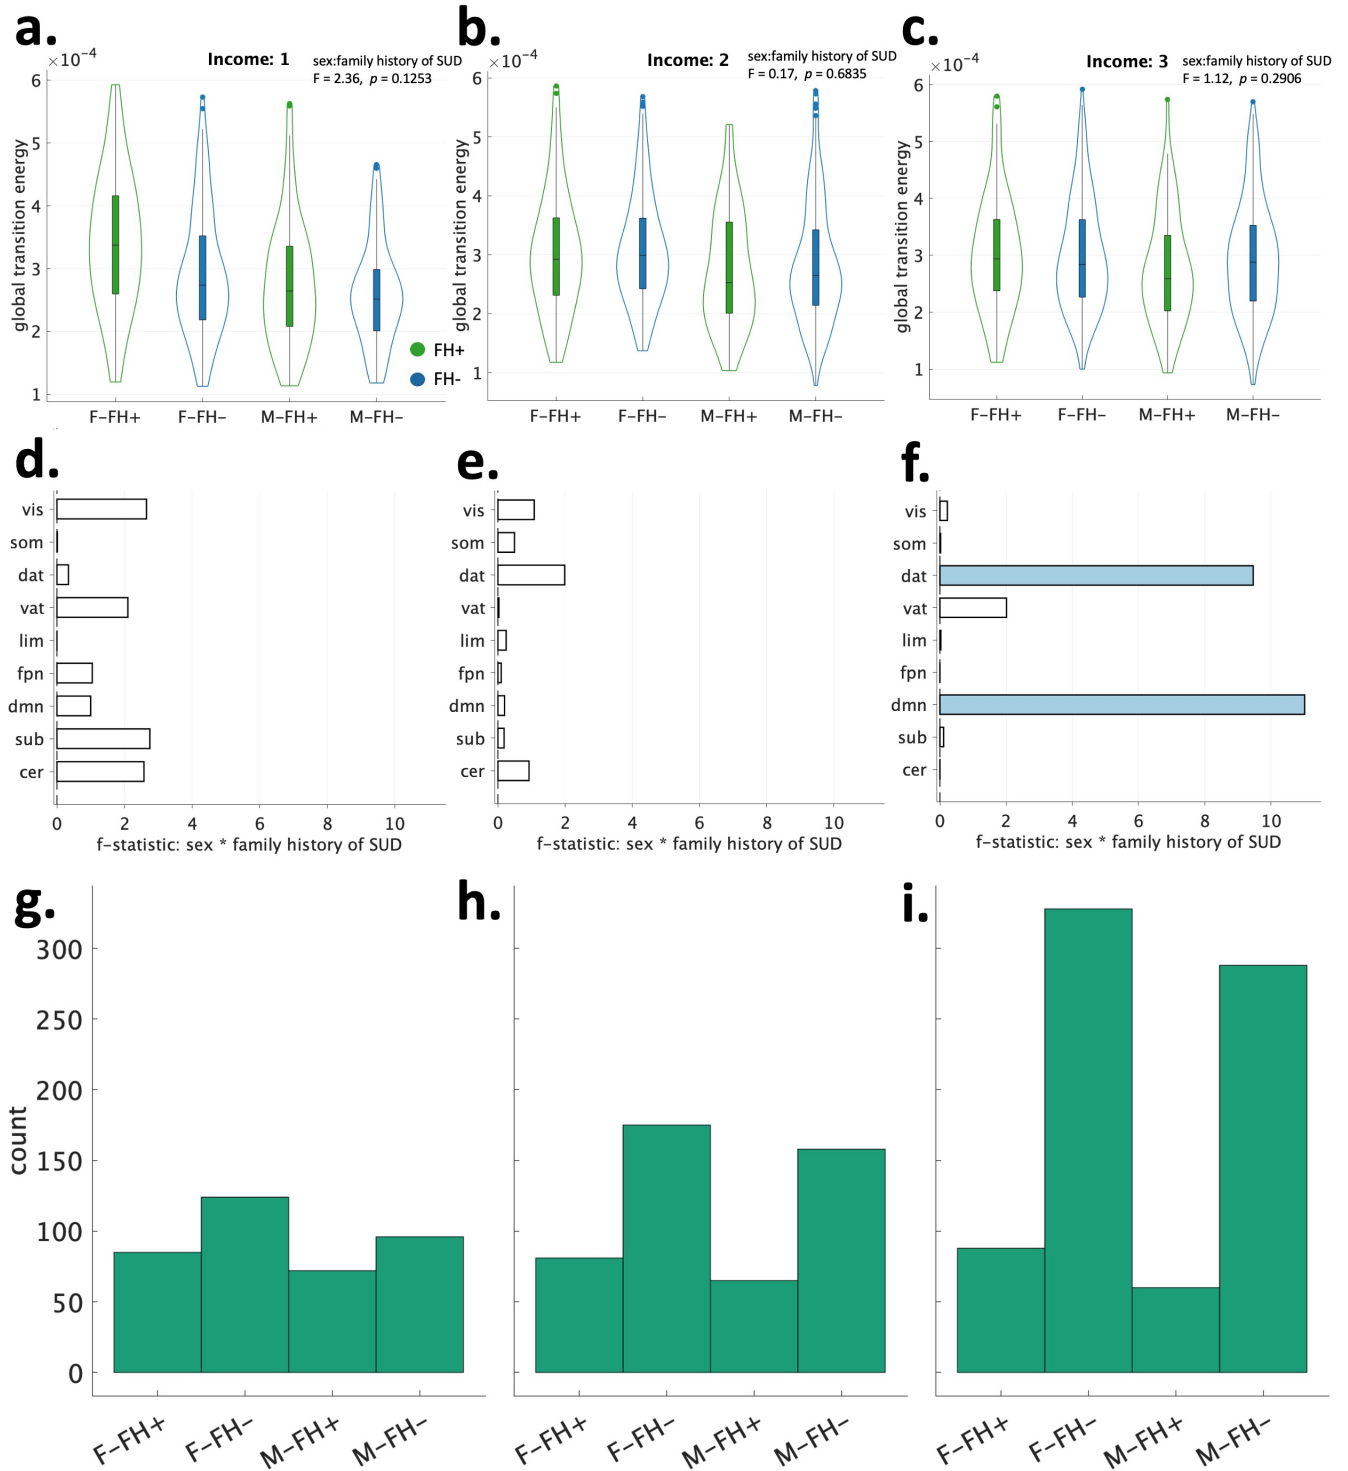 a.
×10⁻⁴
Income: 1
sex:family history of SUD
F = 2.36, p = 0.1253
global transition energy
6
5
4
3
2
1
FH+
FH-
F−FH+ F−FH− M−FH+ M−FH−
b.
×10⁻⁴
Income: 2
sex:family history of SUD
F = 0.17, p = 0.6835
global transition energy
6
5
4
3
2
1
F−FH+ F−FH− M−FH+ M−FH−
c.
×10⁻⁴
Income: 3
sex:family history of SUD
F = 1.12, p = 0.2906
global transition energy
6
5
4
3
2
1
F−FH+ F−FH− M−FH+ M−FH−
d.
vis
som
dat
vat
lim
fpn
dmn
sub
cer
0 2 4 6 8 10
f−statistic: sex * family history of SUD
e.
vis
som
dat
vat
lim
fpn
dmn
sub
cer
0 2 4 6 8 10
f−statistic: sex * family history of SUD
f.
vis
som
dat
vat
lim
fpn
dmn
sub
cer
0 2 4 6 8 10
f−statistic: sex * family history of SUD
g.
count
300
250
200
150
100
50
0
F−FH+ F−FH− M−FH+ M−FH−
h.
F−FH+ F−FH− M−FH+ M−FH−
i.
F−FH+ F−FH− M−FH+ M−FH−